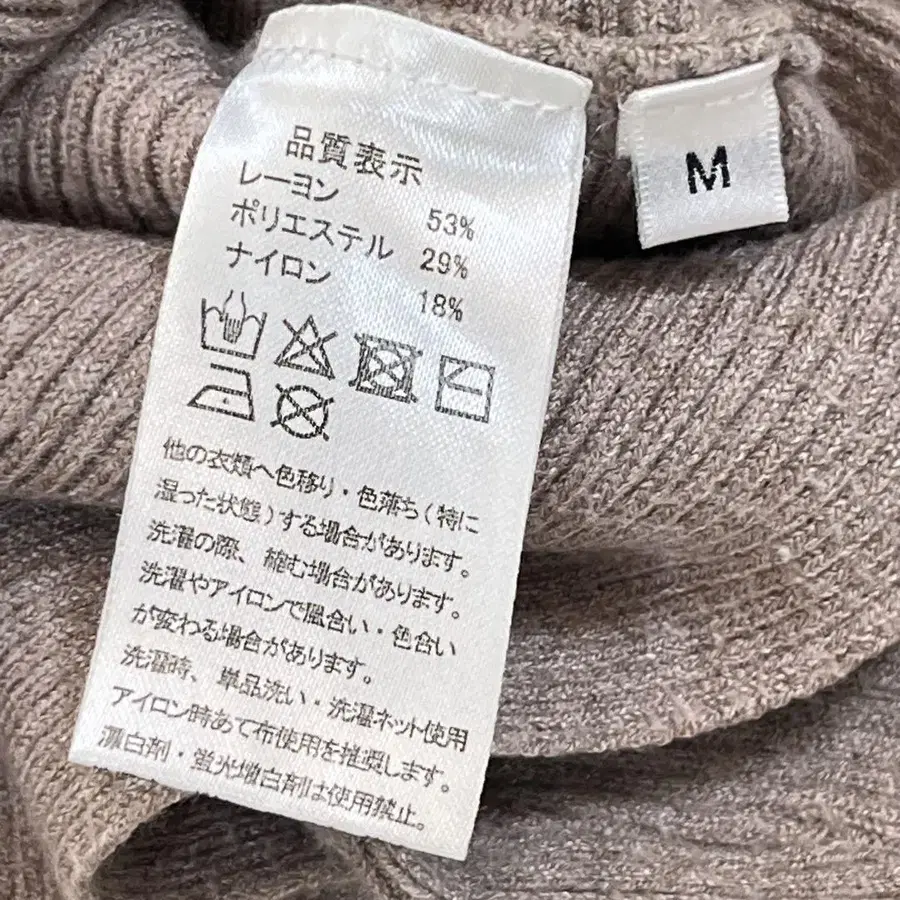 品質表示
レーヨン 53%
ポリエステル 29%
ナイロン 18%
M
他の衣類へ色移り・色落ち(特に
湿った状態)する場合があります。
洗濯の際、縮む場合があります。
洗濯やアイロンで風合い・色合い
が変わる場合があります。
洗濯時、単品洗い・洗濯ネット使用
アイロン時あて布使用を推奨します。
漂白剤・蛍光増白剤は使用禁止。